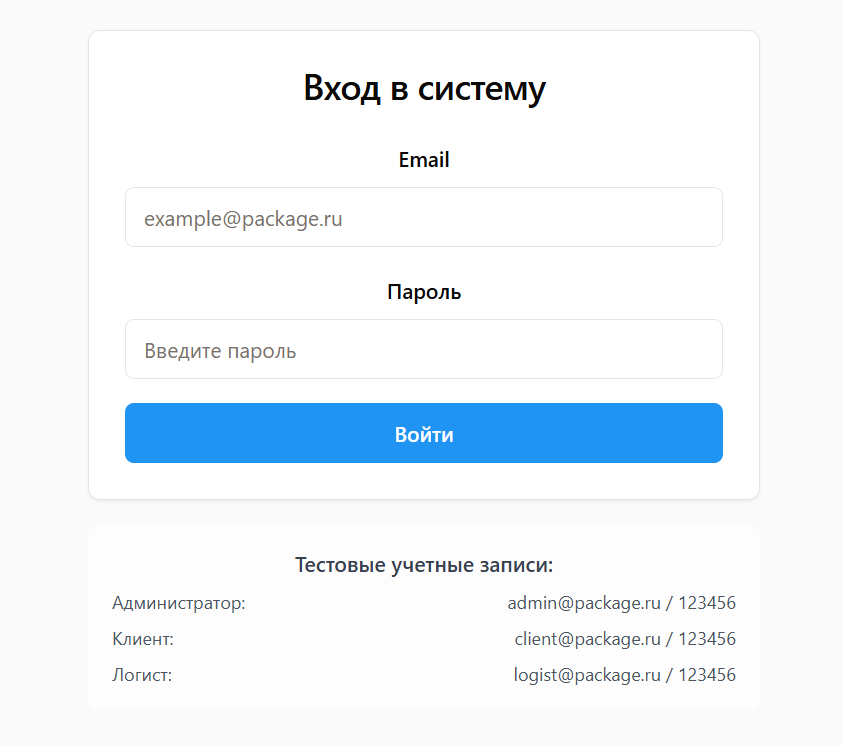 Вход в систему
Email
example@package.ru
Пароль
Введите пароль
Войти
Тестовые учетные записи:
Администратор: admin@package.ru / 123456
Клиент: client@package.ru / 123456
Логист: logist@package.ru / 123456